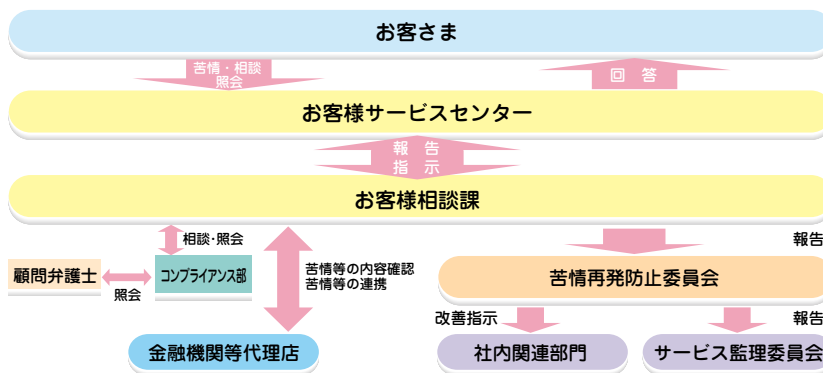 お客さま
苦情・相談
照会
回 答
お客様サービスセンター
報 告
指 示
お客様相談課
相談・照会
報告
苦情等の内容確認
苦情等の連携
顧問弁護士
照会
コンプライアンス部
苦情再発防止委員会
改善指示
報告
金融機関等代理店
社内関連部門
サービス監理委員会